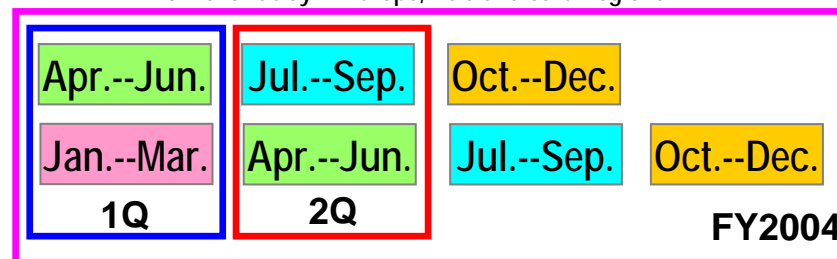 Apr.--Jun. Jul.--Sep. Oct.--Dec.
Jan.--Mar. Apr.--Jun. Jul.--Sep. Oct.--Dec.
1Q 2Q
FY2004